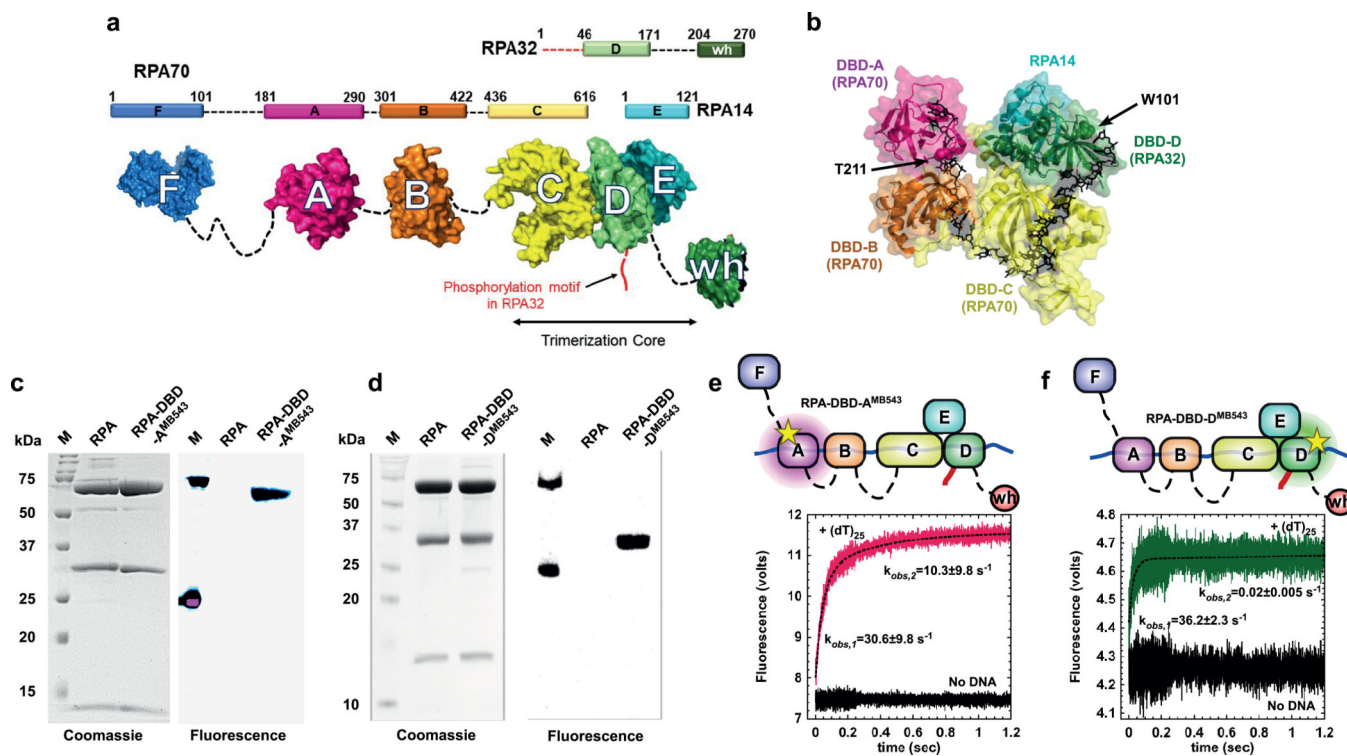 a
RPA32
1 46 171 204 270
D wh
RPA70
1 101 181 290 301 422 436 616 1 121
F A B C E RPA14
F A B C D E wh
Phosphorylation motif
in RPA32
Trimerization Core
b
DBD-A
(RPA70)
RPA14
W101
DBD-D
(RPA32)
T211
DBD-B
(RPA70)
DBD-C
(RPA70)
c
kDa M RPA RPA-DBD
-A^MB543
M RPA RPA-DBD
-A^MB543
75
50
37
25
20
15
Coomassie Fluorescence
d
kDa M RPA RPA-DBD
-D^MB543
M RPA RPA-DBD
-D^MB543
75
50
37
25
20
10
Coomassie Fluorescence
e
F
RPA-DBD-A^MB543
E
A B C D
wh
12
11
10
9
8
7
Fluorescence (volts)
+ (dT)25
kobs,2=10.3±9.8 s-1
kobs,1=30.6±9.8 s-1
No DNA
0 0.2 0.4 0.6 0.8 1.0 1.2
time (sec)
f
F
RPA-DBD-D^MB543
E
A B C D
wh
4.8
4.7
4.6
4.5
4.4
4.3
4.2
4.1
Fluorescence (volts)
+ (dT)25
kobs,2=0.02±0.005 s-1
kobs,1=36.2±2.3 s-1
No DNA
0 0.2 0.4 0.6 0.8 1.0 1.2
time (sec)